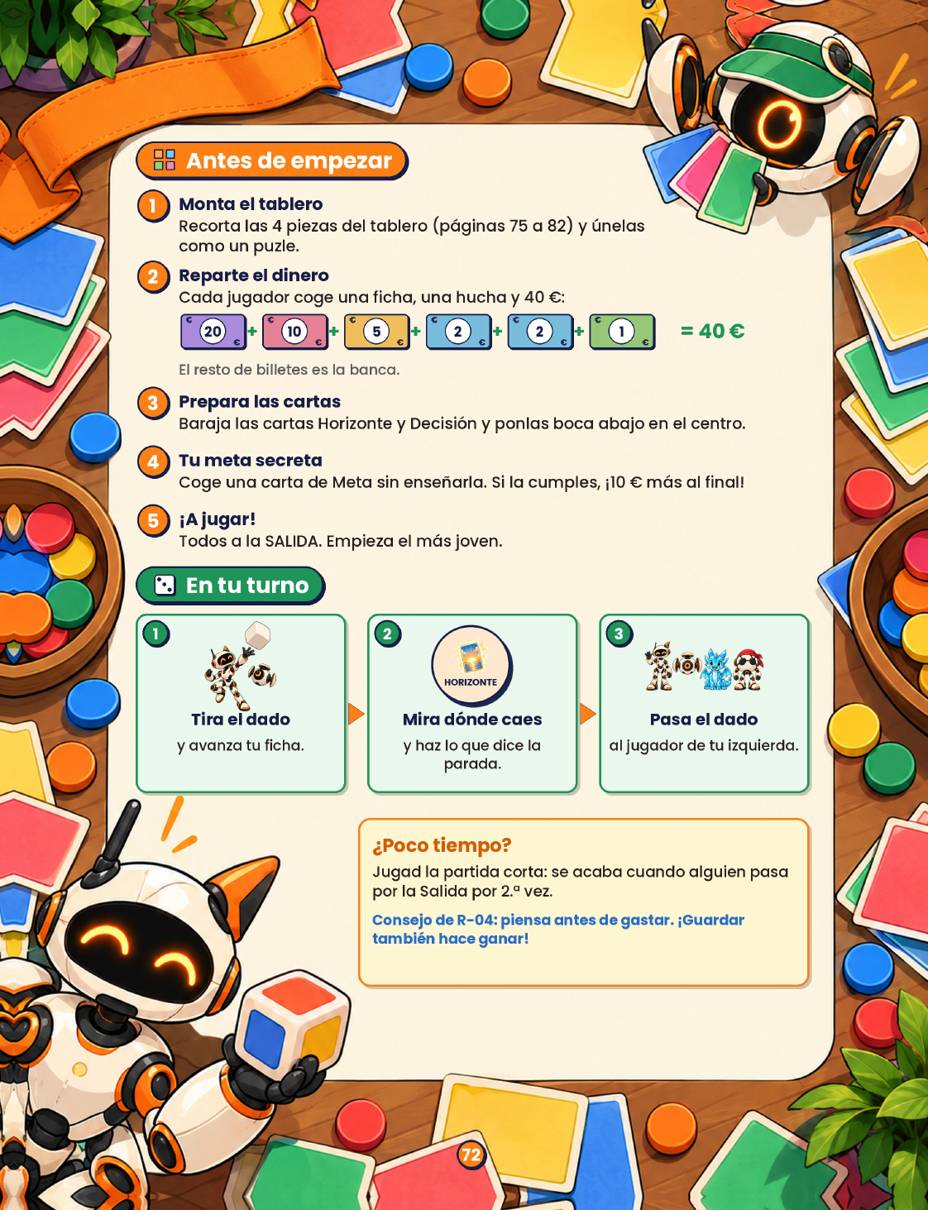 Antes de empezar
1 Monta el tablero
Recorta las 4 piezas del tablero (páginas 75 a 82) y únelas
como un puzle.
2 Reparte el dinero
Cada jugador coge una ficha, una hucha y 40 €:
€ 20 € + € 10 € + € 5 € + € 2 € + € 2 € + € 1 € = 40 €
El resto de billetes es la banca.
3 Prepara las cartas
Baraja las cartas Horizonte y Decisión y ponlas boca abajo en el centro.
4 Tu meta secreta
Coge una carta de Meta sin enseñarla. Si la cumples, ¡10 € más al final!
5 ¡A jugar!
Todos a la SALIDA. Empieza el más joven.
En tu turno
1
Tira el dado
y avanza tu ficha.
2
HORIZONTE
Mira dónde caes
y haz lo que dice la
parada.
3
Pasa el dado
al jugador de tu izquierda.
¿Poco tiempo?
Jugad la partida corta: se acaba cuando alguien pasa
por la Salida por 2.ª vez.
Consejo de R-04: piensa antes de gastar. ¡Guardar
también hace ganar!
72